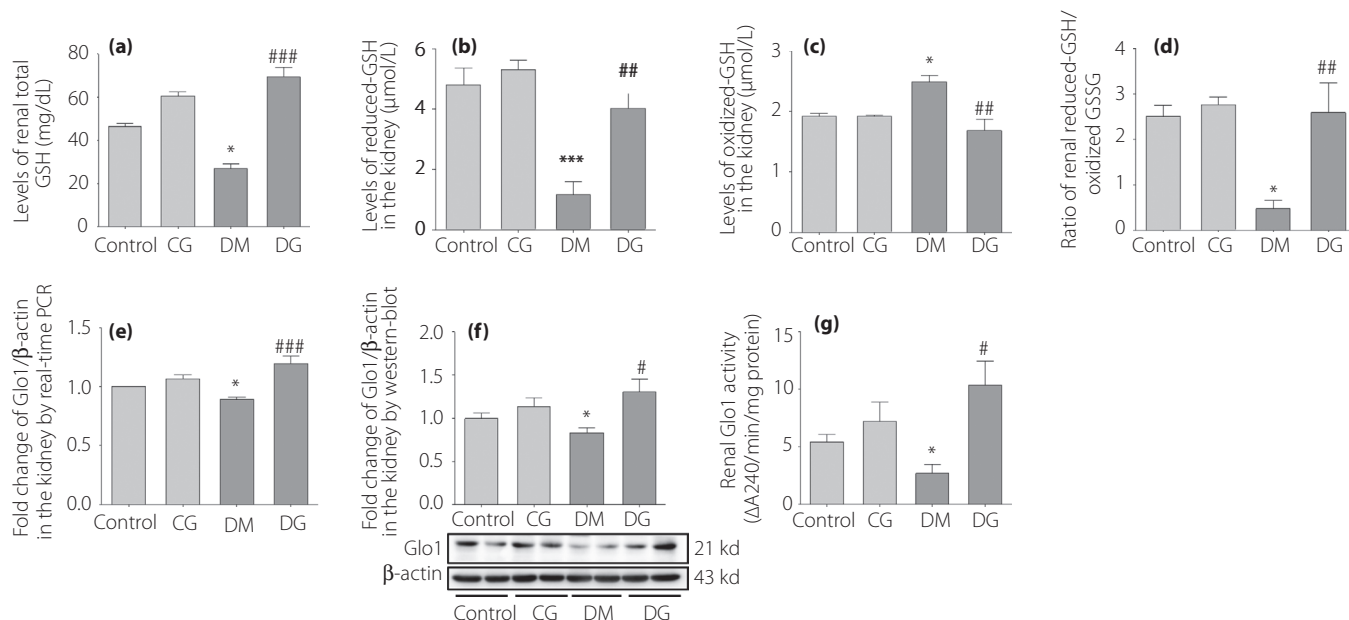 (a)
Levels of renal total
GSH (mg/dL)
80
60
40
20
0
*
###
Control CG DM DG
(b)
Levels of reduced-GSH
in the kidney (μmol/L)
8
6
4
2
0
***
##
Control CG DM DG
(c)
Levels of oxidized-GSH
in the kidney (μmol/L)
3
2
1
0
*
##
Control CG DM DG
(d)
Ratio of renal reduced-GSH/
oxidized GSSG
4
3
2
1
0
*
##
Control CG DM DG
(e)
Fold change of Glo1/β-actin
in the kidney by real-time PCR
1.5
1.0
0.5
0.0
*
###
Control CG DM DG
(f)
Fold change of Glo1/β-actin
in the kidney by western-blot
2.0
1.5
1.0
0.5
0.0
*
#
Control CG DM DG
Glo1 21 kd
β-actin 43 kd
Control CG DM DG
(g)
Renal Glo1 activity
(ΔA240/min/mg protein)
15
10
5
0
*
#
Control CG DM DG